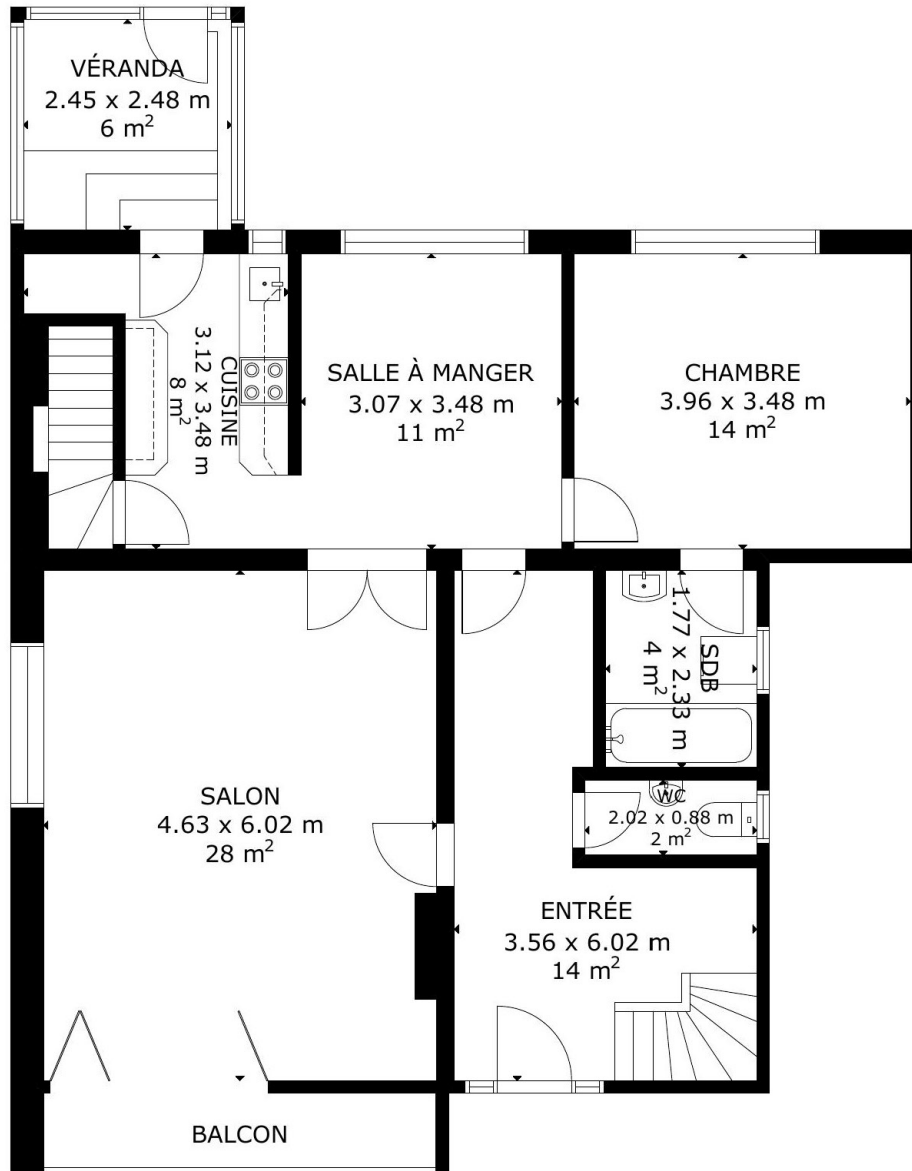 VÉRANDA
2.45 x 2.48 m
6 m²
CUISINE
3.12 x 3.48 m
8 m²
SALLE À MANGER
3.07 x 3.48 m
11 m²
CHAMBRE
3.96 x 3.48 m
14 m²
SDB
1.77 x 2.33 m
4 m²
SALON
4.63 x 6.02 m
28 m²
WC
2.02 x 0.88 m
2 m²
ENTRÉE
3.56 x 6.02 m
14 m²
BALCON